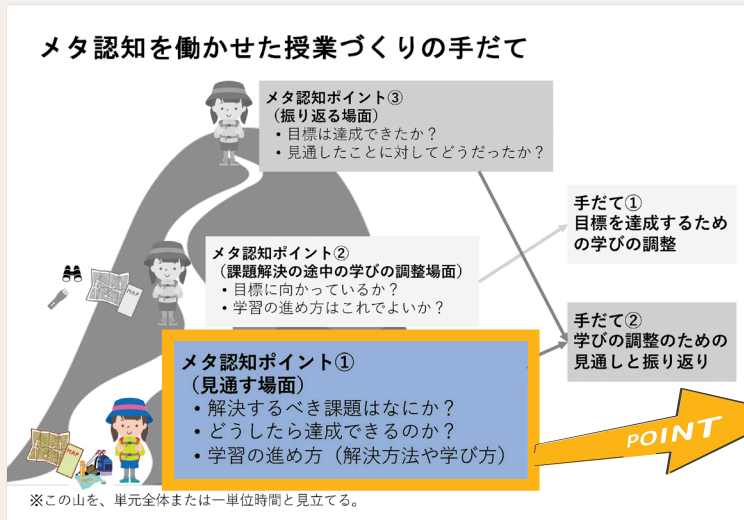 メタ認知を働かせた授業づくりの手だて
メタ認知ポイント③
（振り返る場面）
・目標は達成できたか？
・見通したことに対してどうだったか？
手だて①
目標を達成するため
の学びの調整
メタ認知ポイント②
（課題解決の途中の学びの調整場面）
・目標に向かっているか？
・学習の進め方はこれでよいか？
MAP
手だて②
学びの調整のための
見通しと振り返り
メタ認知ポイント①
（見通す場面）
・解決するべき課題はなにか？
・どうしたら達成できるのか？
・学習の進め方（解決方法や学び方）
MAP
POINT
※この山を、単元全体または一単位時間と見立てる。